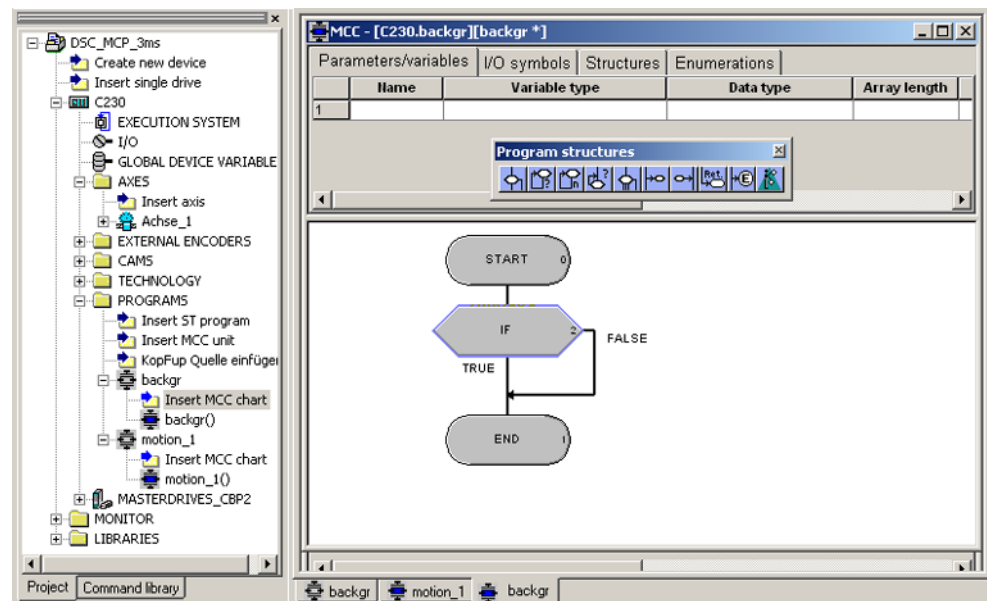 DSC_MCP_3ms
Create new device
Insert single drive
C230
EXECUTION SYSTEM
I/O
GLOBAL DEVICE VARIABLE
AXES
Insert axis
Achse_1
EXTERNAL ENCODERS
CAMS
TECHNOLOGY
PROGRAMS
Insert ST program
Insert MCC unit
KopFup Quelle einfüger
backgr
Insert MCC chart
backgr()
motion_1
Insert MCC chart
motion_1()
MASTERDRIVES_CBP2
MONITOR
LIBRARIES
Project Command library
MCC - [C230.backgr][backgr *]
Parameters/variables I/O symbols Structures Enumerations
Name Variable type Data type Array length
1
Program structures
Ret.
START 0
IF 2
FALSE
TRUE
END 1
backgr motion_1 backgr